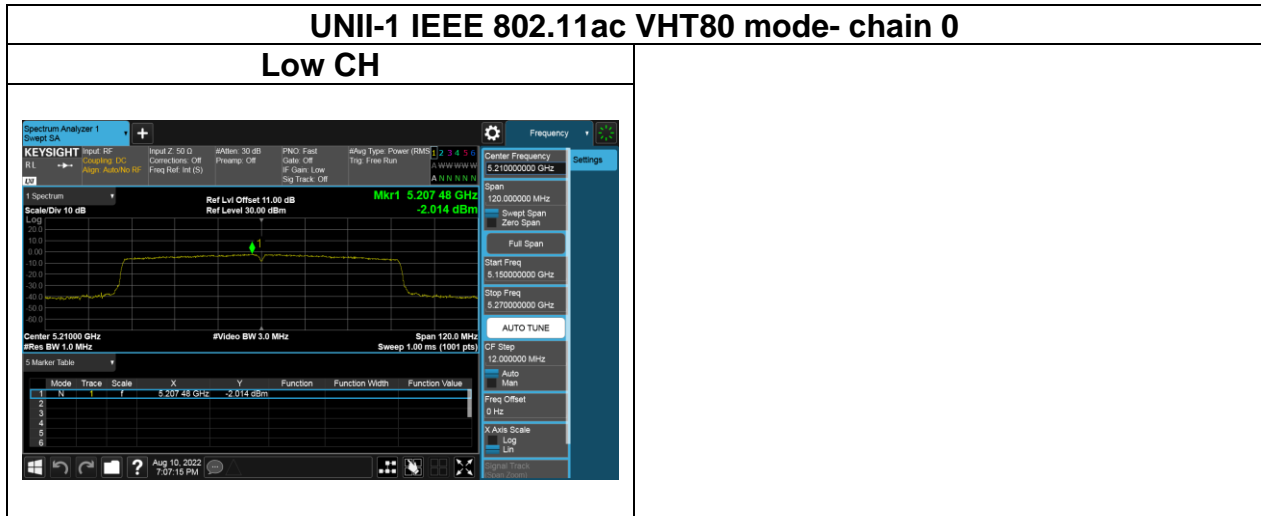 UNII-1 IEEE 802.11ac VHT80 mode- chain 0
Low CH
Spectrum Analyzer 1
Swept SA
Frequency
KEYSIGHT
Input: RF
Coupling: DC
Align: Auto/No RF
Input Z: 50 Ω
Corrections: Off
Freq Ref: Int (S)
#Atten: 30 dB
Preamp: Off
PNO: Fast
Gate: Off
IF Gain: Low
Sig Track: Off
#Avg Type: Power (RMS
Trig: Free Run
1 2 3 4 5 6
A W W W W W
A N N N N N
R L
LXI
Center Frequency
5.210000000 GHz
Settings
Span
120.000000 MHz
Swept Span
Zero Span
Full Span
Start Freq
5.150000000 GHz
Stop Freq
5.270000000 GHz
AUTO TUNE
CF Step
12.000000 MHz
Auto
Man
Freq Offset
0 Hz
X Axis Scale
Log
Lin
Signal Track
(Span Zoom)
1 Spectrum
Scale/Div 10 dB
Ref Lvl Offset 11.00 dB
Ref Level 30.00 dBm
Mkr1 5.207 48 GHz
-2.014 dBm
Log
20.0
10.0
0.00
-10.0
-20.0
-30.0
-40.0
-50.0
-60.0
1
Center 5.21000 GHz
#Video BW 3.0 MHz
Span 120.0 MHz
#Res BW 1.0 MHz
Sweep 1.00 ms (1001 pts)
5 Marker Table
Mode Trace Scale X Y Function Function Width Function Value
1 N 1 f 5.207 48 GHz -2.014 dBm
2
3
4
5
6
Aug 10, 2022
7:07:15 PM